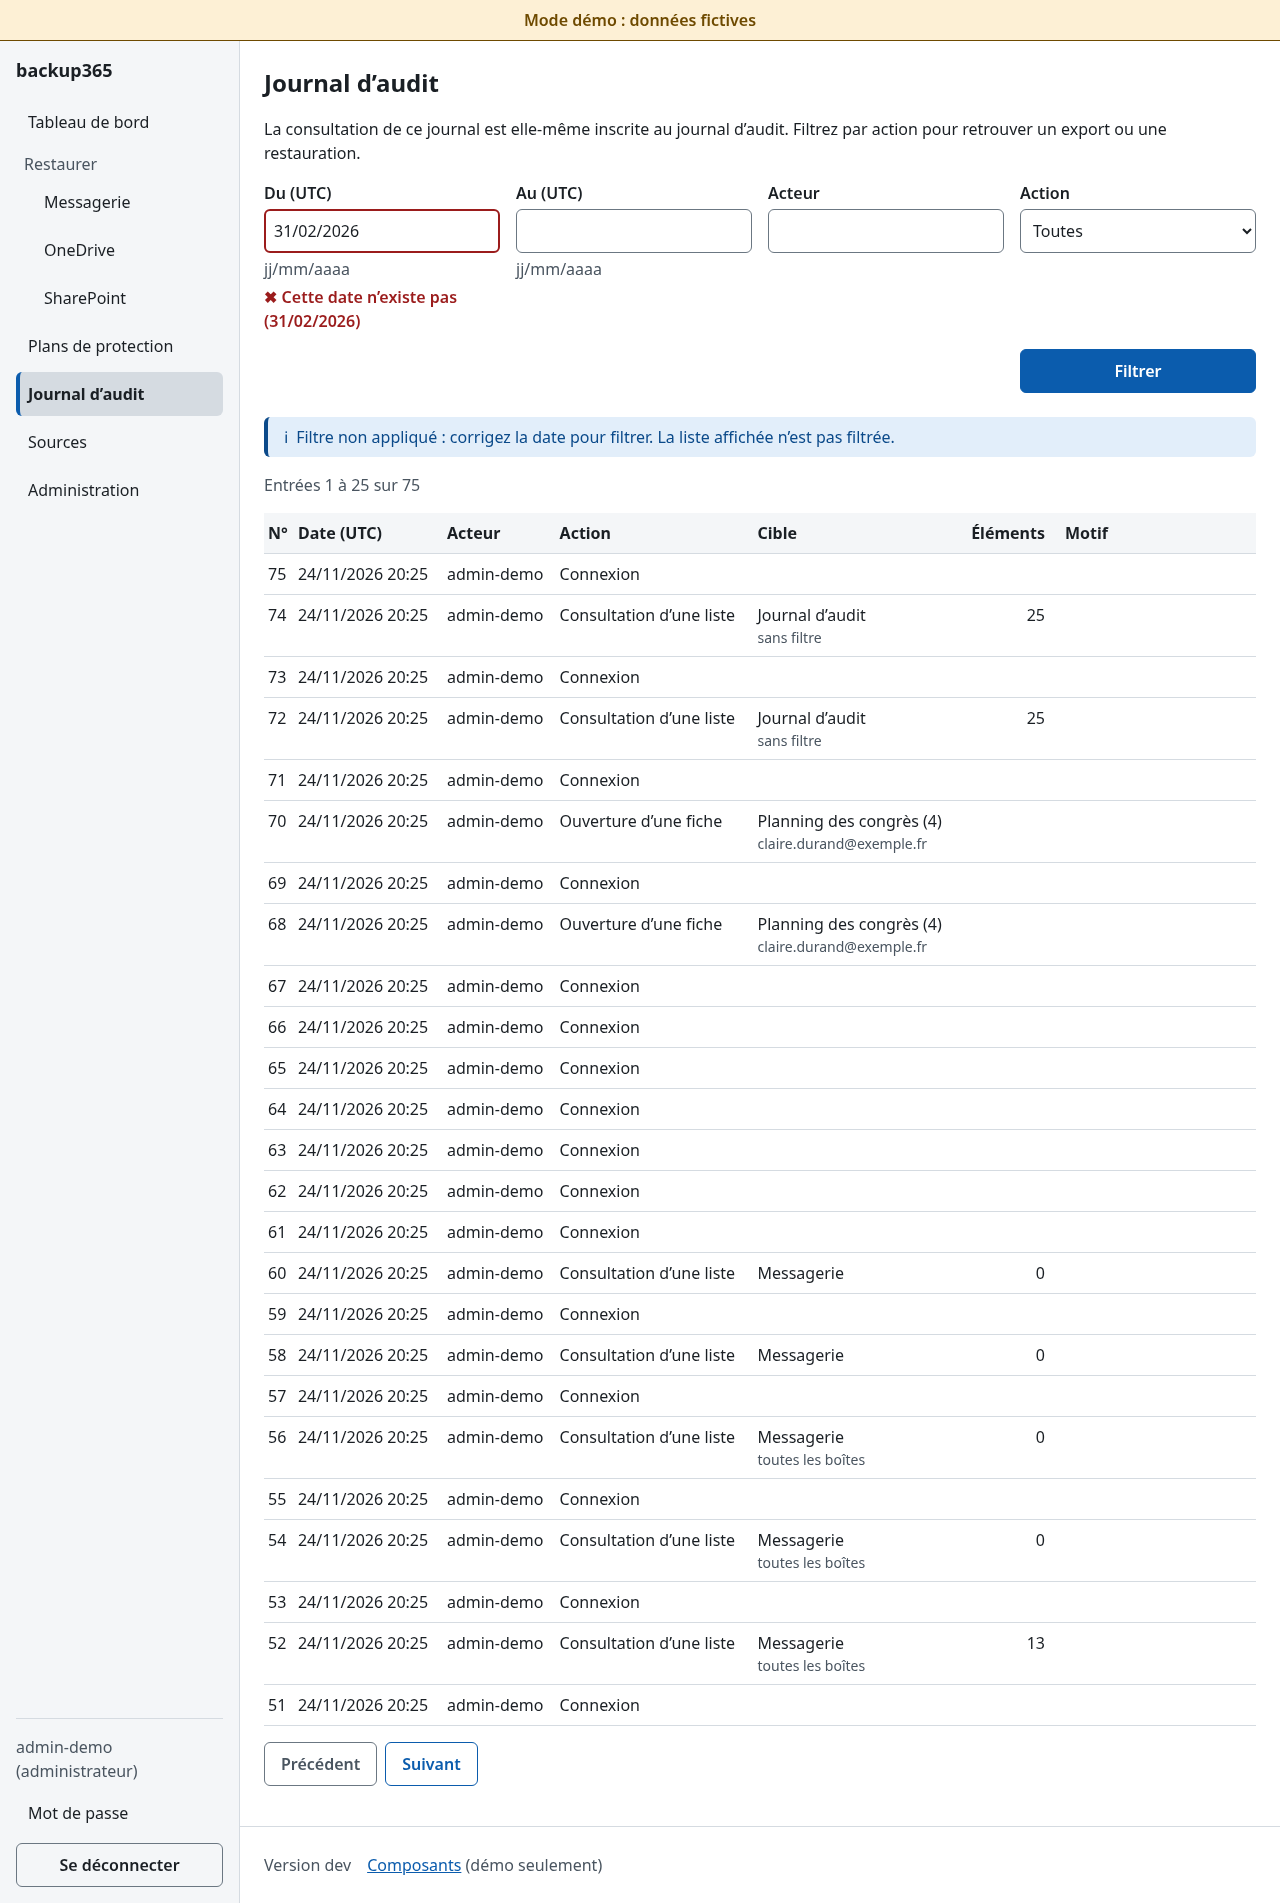 Mode démo : données fictives
backup365
Tableau de bord
Restaurer
Messagerie
OneDrive
SharePoint
Plans de protection
Journal d’audit
Sources
Administration
admin-demo
(administrateur)
Mot de passe
Se déconnecter
Journal d’audit
La consultation de ce journal est elle-même inscrite au journal d’audit. Filtrez par action pour retrouver un export ou une
restauration.
Du (UTC) Au (UTC) Acteur Action
31/02/2026 Toutes
jj/mm/aaaa jj/mm/aaaa
✖ Cette date n’existe pas
(31/02/2026)
Filtrer
i Filtre non appliqué : corrigez la date pour filtrer. La liste affichée n’est pas filtrée.
Entrées 1 à 25 sur 75
N° Date (UTC) Acteur Action Cible Éléments Motif
75 24/11/2026 20:25 admin-demo Connexion
74 24/11/2026 20:25 admin-demo Consultation d’une liste Journal d’audit 25
sans filtre
73 24/11/2026 20:25 admin-demo Connexion
72 24/11/2026 20:25 admin-demo Consultation d’une liste Journal d’audit 25
sans filtre
71 24/11/2026 20:25 admin-demo Connexion
70 24/11/2026 20:25 admin-demo Ouverture d’une fiche Planning des congrès (4)
claire.durand@exemple.fr
69 24/11/2026 20:25 admin-demo Connexion
68 24/11/2026 20:25 admin-demo Ouverture d’une fiche Planning des congrès (4)
claire.durand@exemple.fr
67 24/11/2026 20:25 admin-demo Connexion
66 24/11/2026 20:25 admin-demo Connexion
65 24/11/2026 20:25 admin-demo Connexion
64 24/11/2026 20:25 admin-demo Connexion
63 24/11/2026 20:25 admin-demo Connexion
62 24/11/2026 20:25 admin-demo Connexion
61 24/11/2026 20:25 admin-demo Connexion
60 24/11/2026 20:25 admin-demo Consultation d’une liste Messagerie 0
59 24/11/2026 20:25 admin-demo Connexion
58 24/11/2026 20:25 admin-demo Consultation d’une liste Messagerie 0
57 24/11/2026 20:25 admin-demo Connexion
56 24/11/2026 20:25 admin-demo Consultation d’une liste Messagerie 0
toutes les boîtes
55 24/11/2026 20:25 admin-demo Connexion
54 24/11/2026 20:25 admin-demo Consultation d’une liste Messagerie 0
toutes les boîtes
53 24/11/2026 20:25 admin-demo Connexion
52 24/11/2026 20:25 admin-demo Consultation d’une liste Messagerie 13
toutes les boîtes
51 24/11/2026 20:25 admin-demo Connexion
Précédent Suivant
Version dev Composants (démo seulement)